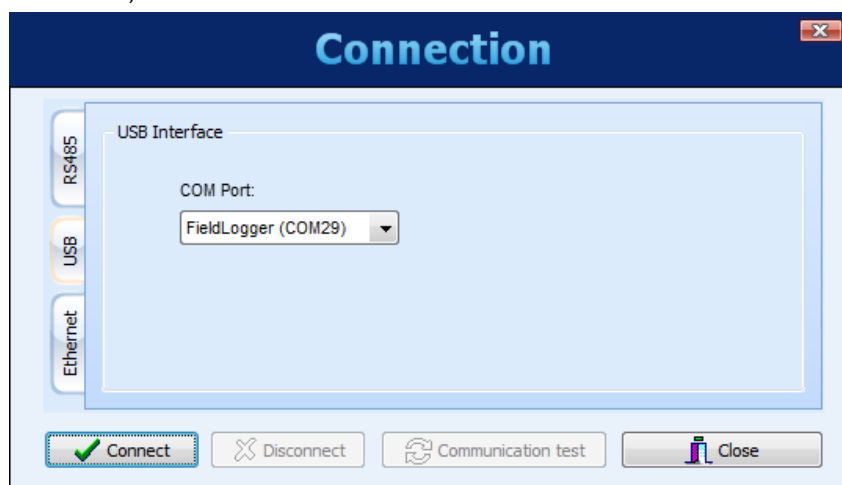 Connection
RS485
USB
Ethernet
USB Interface
COM Port:
FieldLogger (COM29)
Connect
Disconnect
Communication test
Close